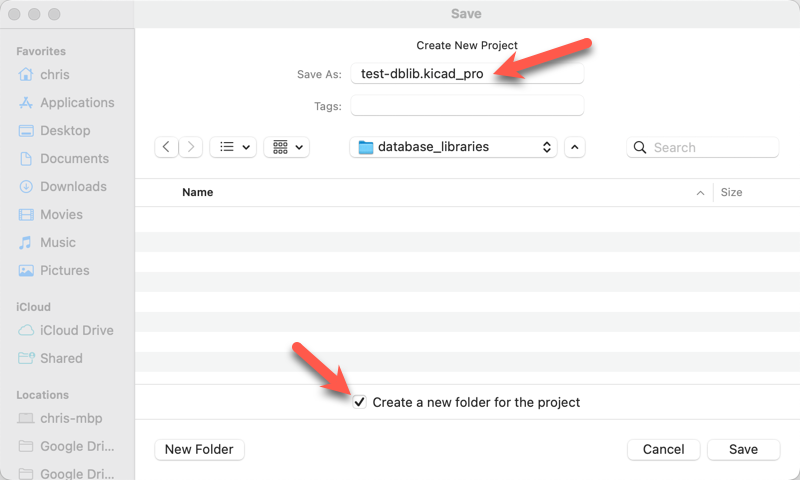 Save
Favorites
chris
Applications
Desktop
Documents
Downloads
Movies
Music
Pictures
iCloud
iCloud Drive
Shared
Locations
chris-mbp
Google Dri...
Google Dri...
Create New Project
Save As: test-dblib.kicad_pro
Tags:
database_libraries
Search
Name Size
Create a new folder for the project
New Folder Cancel Save